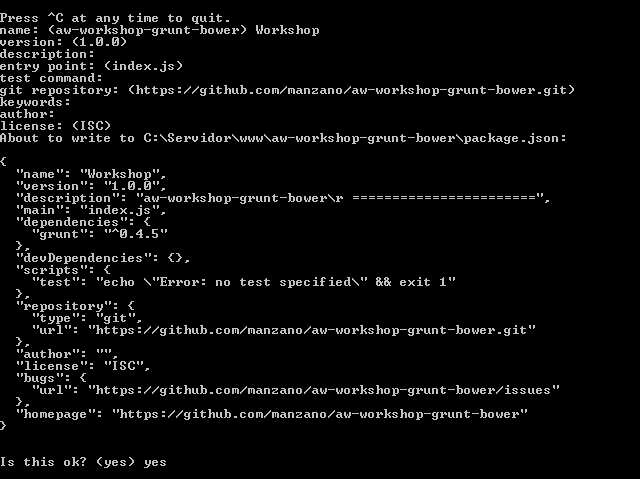 Press ^C at any time to quit.
name: (aw-workshop-grunt-bower) Workshop
version: (1.0.0)
description:
entry point: (index.js)
test command:
git repository: (https://github.com/manzano/aw-workshop-grunt-bower.git)
keywords:
author:
license: (ISC)
About to write to C:\Servidor\www\aw-workshop-grunt-bower\package.json:

{
  "name": "Workshop",
  "version": "1.0.0",
  "description": "aw-workshop-grunt-bower\r =======================",
  "main": "index.js",
  "dependencies": {
    "grunt": "^0.4.5"
  },
  "devDependencies": {},
  "scripts": {
    "test": "echo \"Error: no test specified\" && exit 1"
  },
  "repository": {
    "type": "git",
    "url": "https://github.com/manzano/aw-workshop-grunt-bower.git"
  },
  "author": "",
  "license": "ISC",
  "bugs": {
    "url": "https://github.com/manzano/aw-workshop-grunt-bower/issues"
  },
  "homepage": "https://github.com/manzano/aw-workshop-grunt-bower"
}

Is this ok? (yes) yes